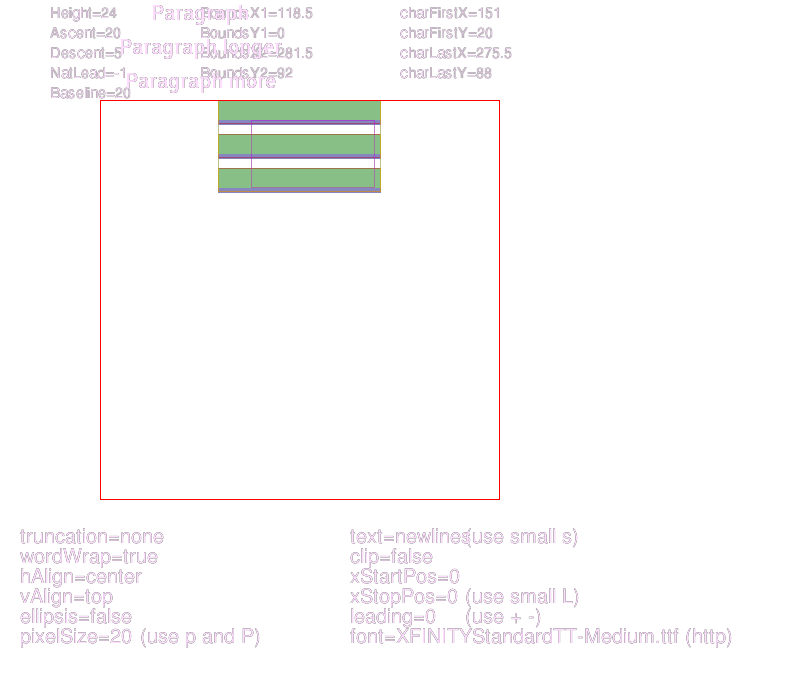 Height=24
Ascent=20
Descent=5
NatLead=-1
Baseline=20
Paragraph
Paragraph logger
Paragraph more
BoundsX1=118.5
BoundsY1=0
BoundsX2=281.5
BoundsY2=92
charFirstX=151
charFirstY=20
charLastX=275.5
charLastY=88
truncation=none
wordWrap=true
hAlign=center
vAlign=top
ellipsis=false
pixelSize=20 (use p and P)
text=newlines(use small s)
clip=false
xStartPos=0
xStopPos=0 (use small L)
leading=0 (use + -)
font=XFINITYStandardTT-Medium.ttf (http)